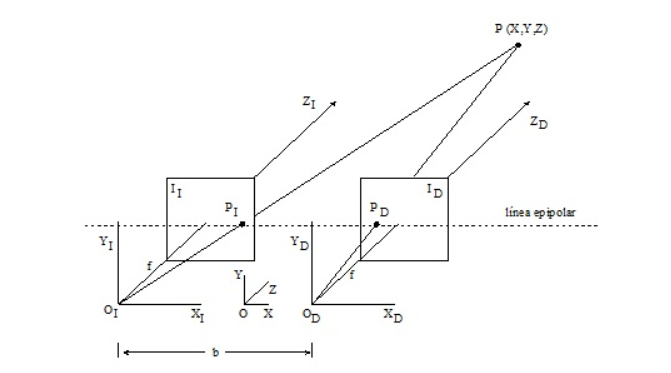 P (X,Y,Z)
Z_I
Z_D
I_I
I_D
P_I
P_D
línea epipolar
Y_I
Y_D
f
f
Y
Z
O_I
X_I
O
X
O_D
X_D
b